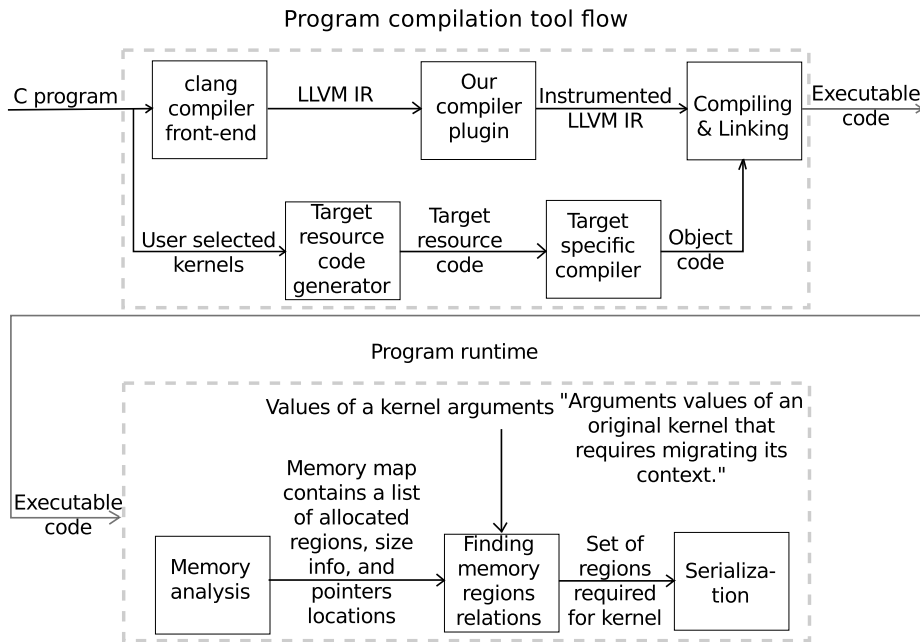 Program compilation tool flow
C program
clang
compiler
front-end
LLVM IR
Our
compiler
plugin
Instrumented
LLVM IR
Compiling
& Linking
Executable
code
User selected
kernels
Target
resource
code
generator
Target
resource
code
Target
specific
compiler
Object
code
Program runtime
Values of a kernel arguments
"Arguments values of an
original kernel that
requires migrating its
context."
Executable
code
Memory
analysis
Memory map
contains a list
of allocated
regions, size
info, and
pointers
locations
Finding
memory
regions
relations
Set of
regions
required
for kernel
Serializa-
tion